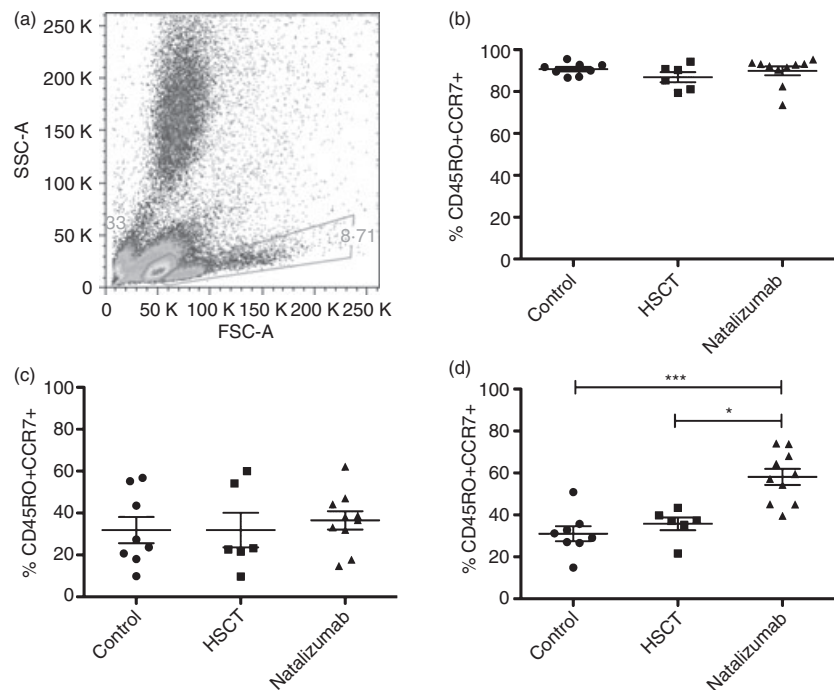 (a)
SSC-A
250 K
200 K
150 K
100 K
50 K
0
33
8·71
0 50 K 100 K 150 K 200 K 250 K
FSC-A
(b)
% CD45RO+CCR7+
100
80
60
40
20
0
Control
HSCT
Natalizumab
(c)
% CD45RO+CCR7+
100
80
60
40
20
0
Control
HSCT
Natalizumab
(d)
% CD45RO+CCR7+
100
80
60
40
20
0
***
*
Control
HSCT
Natalizumab